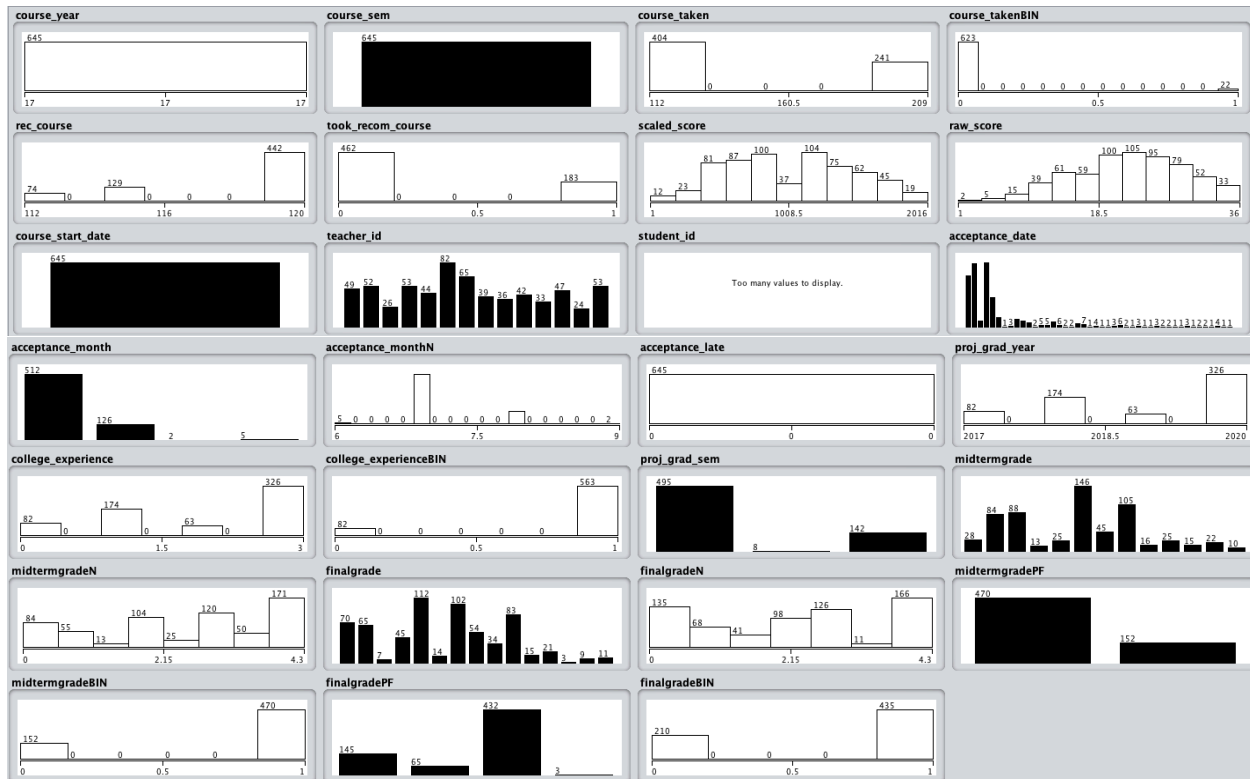 course_year
645
17 17 17
course_sem
645
course_taken
404 0 0 0 241
112 160.5 209
course_takenBIN
623 0 0 0 0 0 0 0 0 0 0 0 0 22
0 0.5 1
rec_course
74 0 129 0 0 0 442
112 116 120
took_recom_course
462 0 0 0 183
0 0.5 1
scaled_score
12 23 81 87 100 37 104 75 62 45 19
1 1008.5 2016
raw_score
2 5 15 39 61 59 100 105 95 79 52 33
1 18.5 36
course_start_date
645
teacher_id
49 52 26 53 44 82 65 39 36 42 33 47 24 53
student_id
Too many values to display.
acceptance_date
acceptance_month
512 126 2 5
acceptance_monthN
5 0 0 0 0 0 0 0 0 0 0 0 0 0 2
6 7.5 9
acceptance_late
645
0 0 0
proj_grad_year
82 0 174 0 63 0 326
2017 2018.5 2020
college_experience
82 0 174 0 63 0 326
0 1.5 3
college_experienceBIN
82 0 0 0 0 0 563
0 0.5 1
proj_grad_sem
495 8 142
midtermgrade
28 84 88 13 25 146 45 105 16 25 15 22 10
midtermgradeN
84 55 13 104 25 120 50 171
0 2.15 4.3
finalgrade
70 65 7 45 112 14 102 54 34 83 15 21 3 9 11
finalgradeN
135 68 41 98 126 11 166
0 2.15 4.3
midtermgradePF
470 152
midtermgradeBIN
152 0 0 0 0 470
0 0.5 1
finalgradePF
145 65 432 3
finalgradeBIN
210 0 0 0 435
0 0.5 1